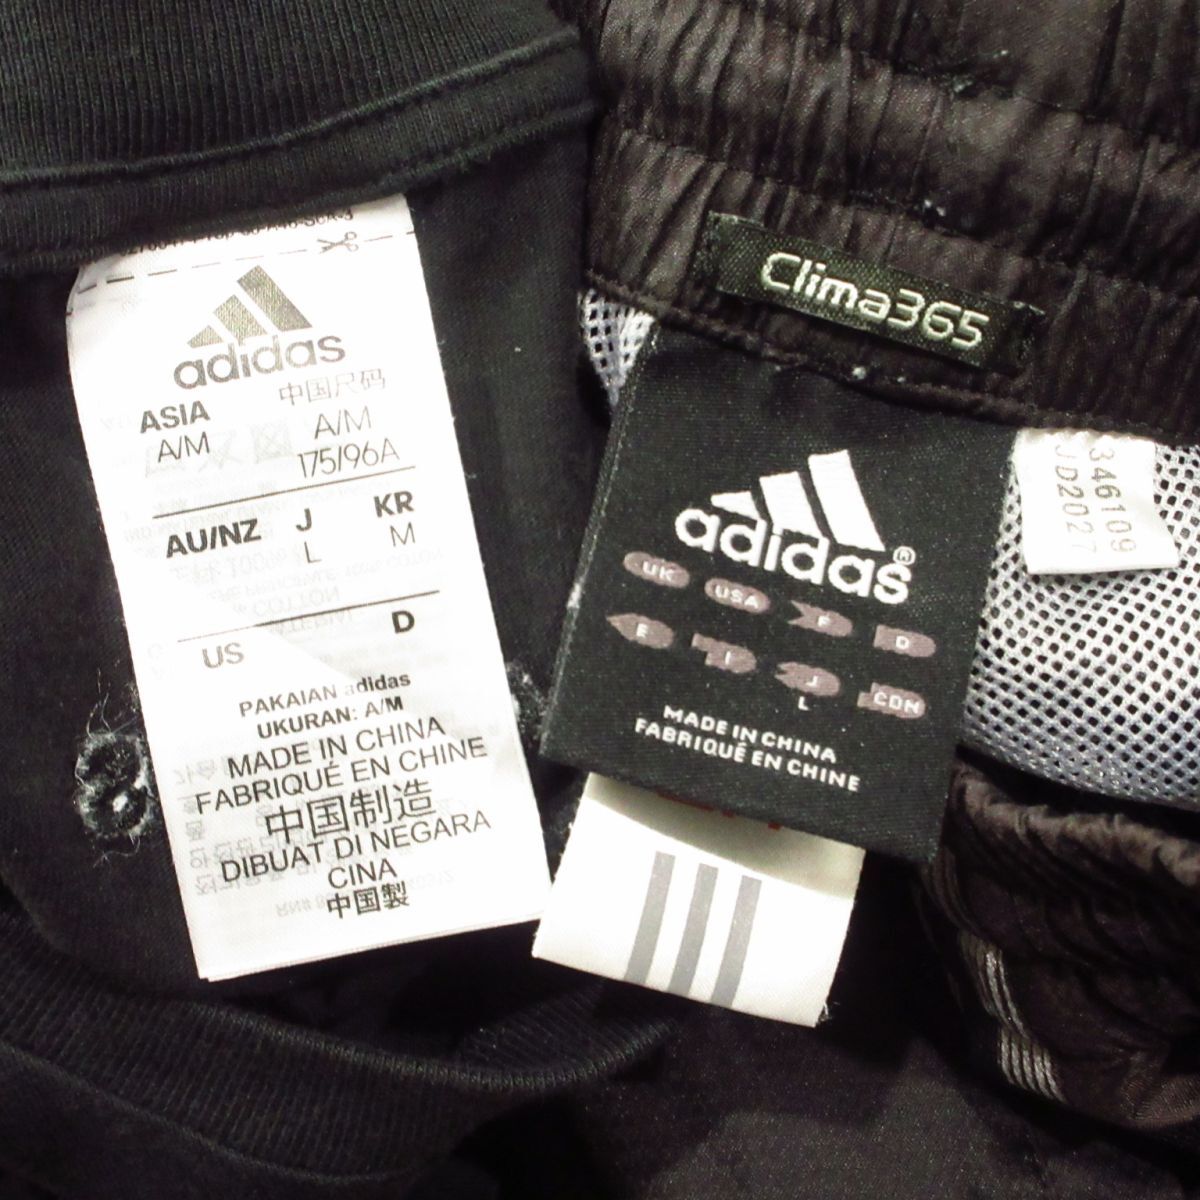 adidas
ASIA 中国尺码
A/M A/M
175/96A
AU/NZ J KR
L M
US D
PAKAIAN adidas
UKURAN: A/M
MADE IN CHINA
FABRIQUÉ EN CHINE
中国制造
DIBUAT DI NEGARA
CINA
中国製
Clima365
adidas®
UK USA F D
E I J CDN
L
MADE IN CHINA
FABRIQUÉ EN CHINE
346109
JD2027